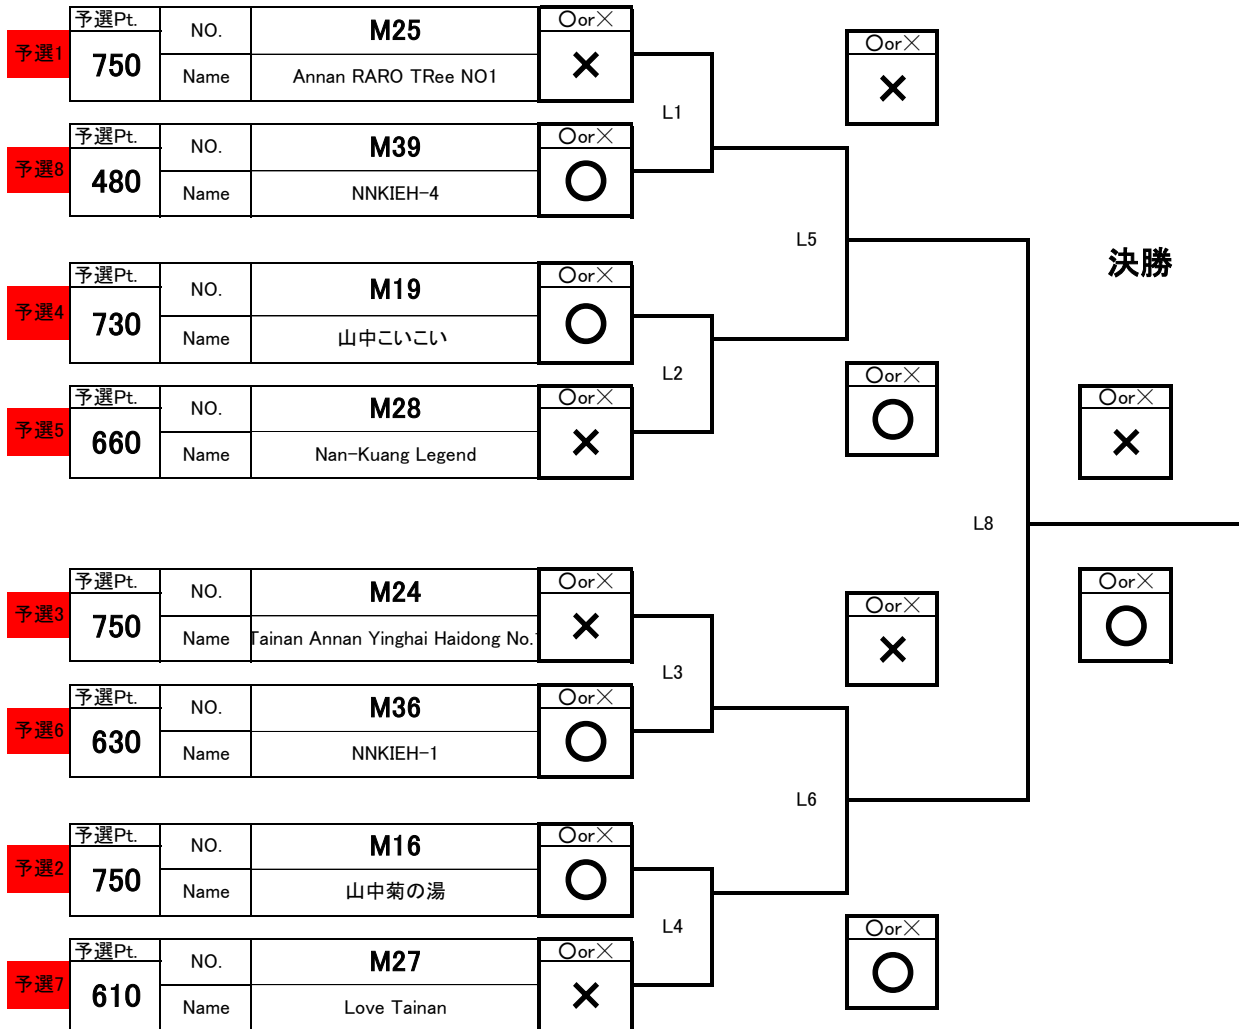 予選1 予選Pt. NO. M25 〇or×
750 Name Annan RARO TRee NO1 ×
L1
〇or×
×
予選8 予選Pt. NO. M39 〇or×
480 Name NNKIEH-4 〇
L5
決勝
予選4 予選Pt. NO. M19 〇or×
730 Name 山中こいこい 〇
L2
〇or×
〇
予選5 予選Pt. NO. M28 〇or×
660 Name Nan-Kuang Legend ×
〇or×
×
L8
予選3 予選Pt. NO. M24 〇or×
750 Name Tainan Annan Yinghai Haidong No. ×
L3
〇or×
×
〇or×
〇
予選6 予選Pt. NO. M36 〇or×
630 Name NNKIEH-1 〇
L6
予選2 予選Pt. NO. M16 〇or×
750 Name 山中菊の湯 〇
L4
〇or×
〇
予選7 予選Pt. NO. M27 〇or×
610 Name Love Tainan ×